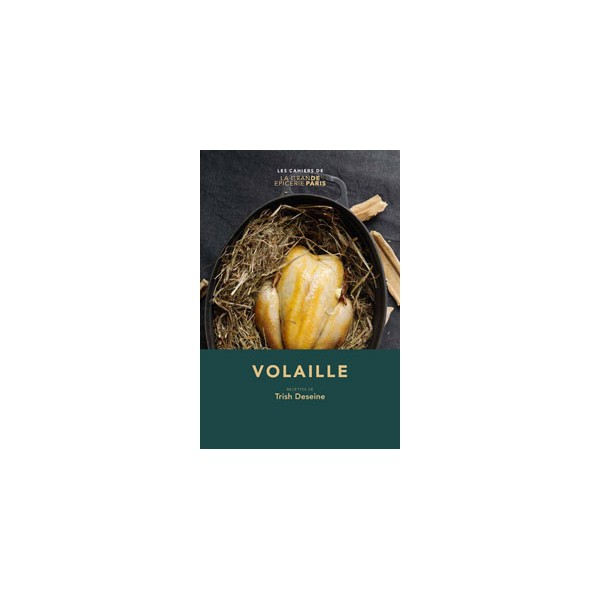 LES CAHIERS DE
LA GRANDE
EPICERIE PARIS
VOLAILLE
RECETTES DE
Trish Deseine